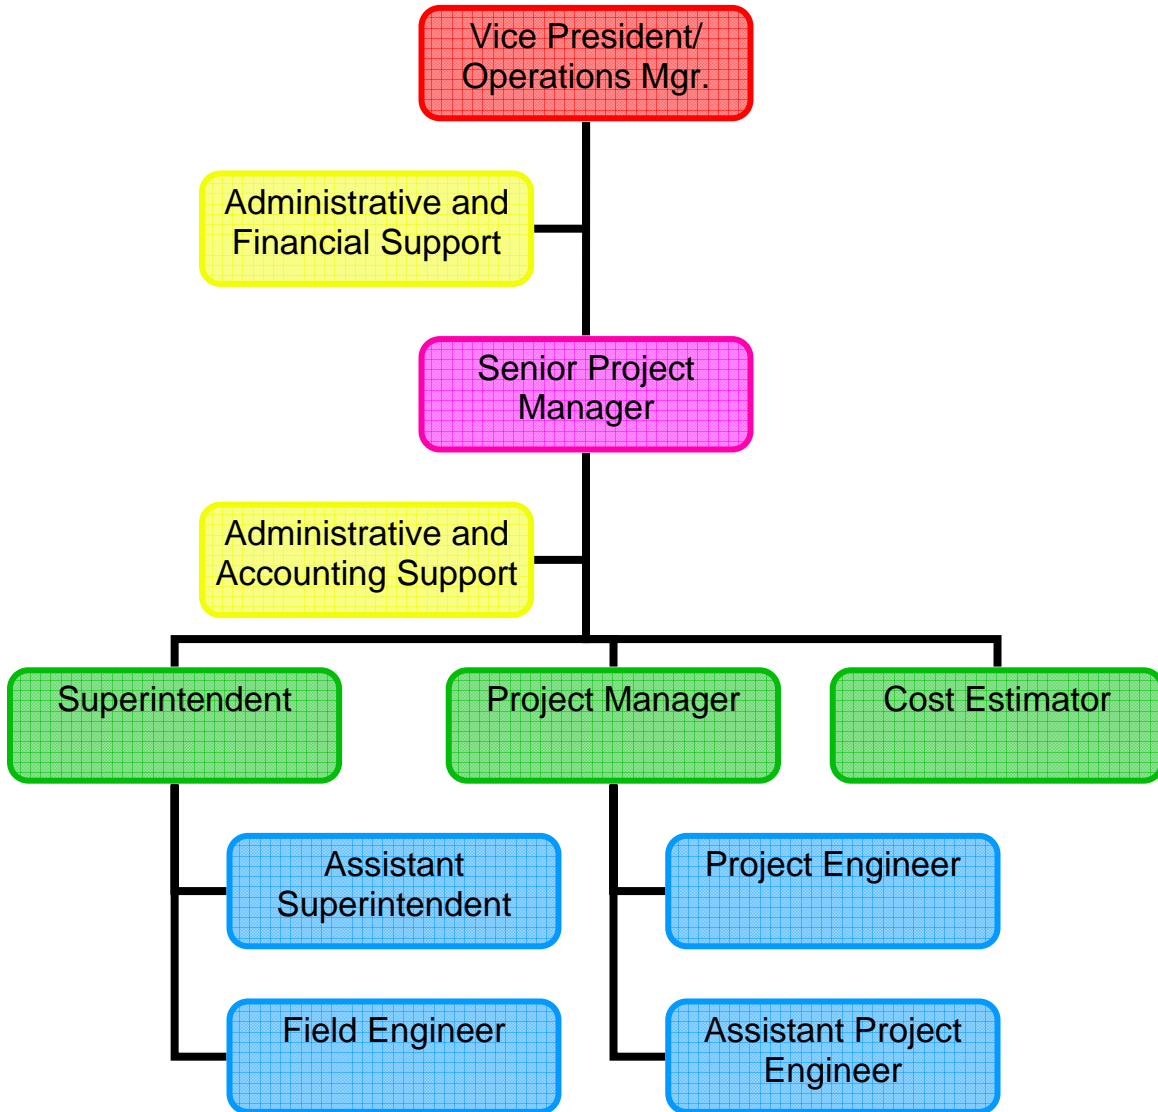 Vice President/
Operations Mgr.
Administrative and
Financial Support
Senior Project
Manager
Administrative and
Accounting Support
Superintendent
Project Manager
Cost Estimator
Assistant
Superintendent
Project Engineer
Field Engineer
Assistant Project
Engineer